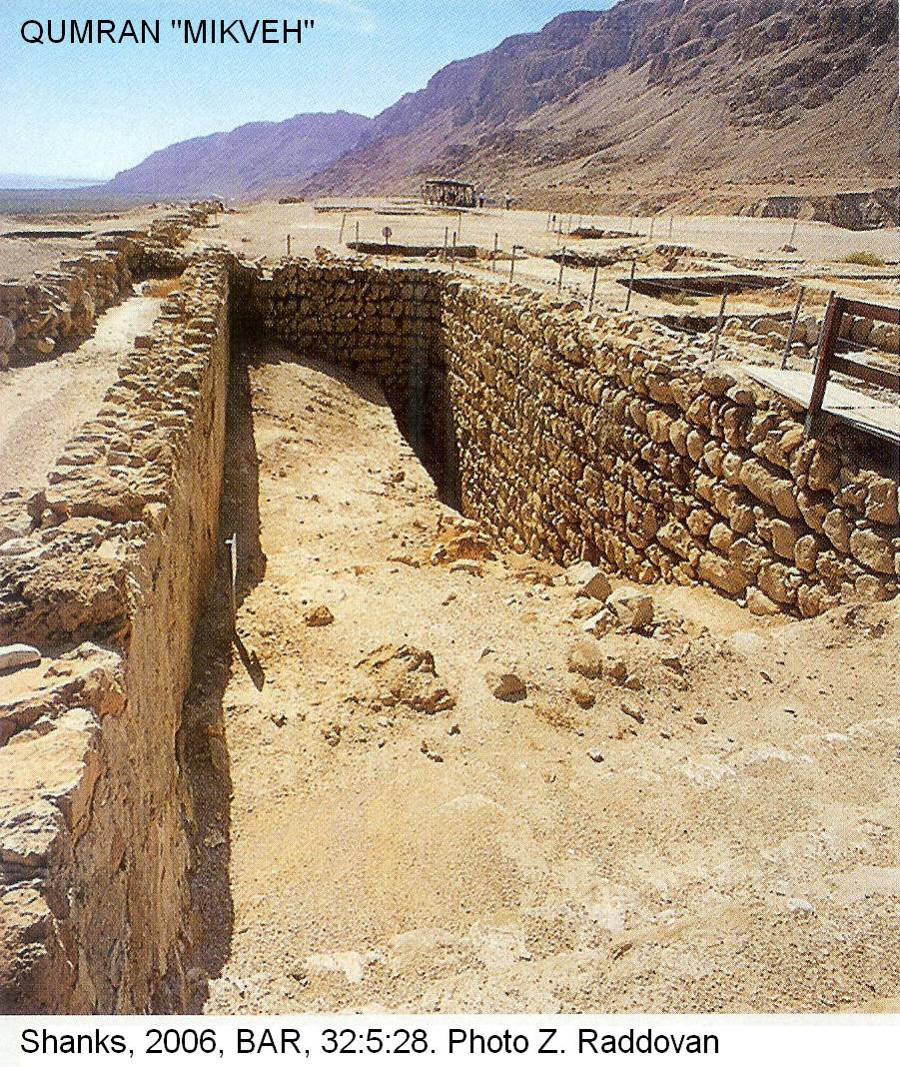 QUMRAN "MIKVEH"
Shanks, 2006, BAR, 32:5:28. Photo Z. Raddovan